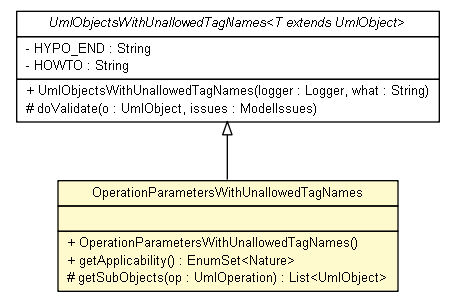 UmlObjectsWithUnallowedTagNames<T extends UmlObject>
- HYPO_END : String
- HOWTO : String
+ UmlObjectsWithUnallowedTagNames(logger : Logger, what : String)
# doValidate(o : UmlObject, issues : ModelIssues)
OperationParametersWithUnallowedTagNames
+ OperationParametersWithUnallowedTagNames()
+ getApplicability() : EnumSet<Nature>
# getSubObjects(op : UmlOperation) : List<UmlObject>